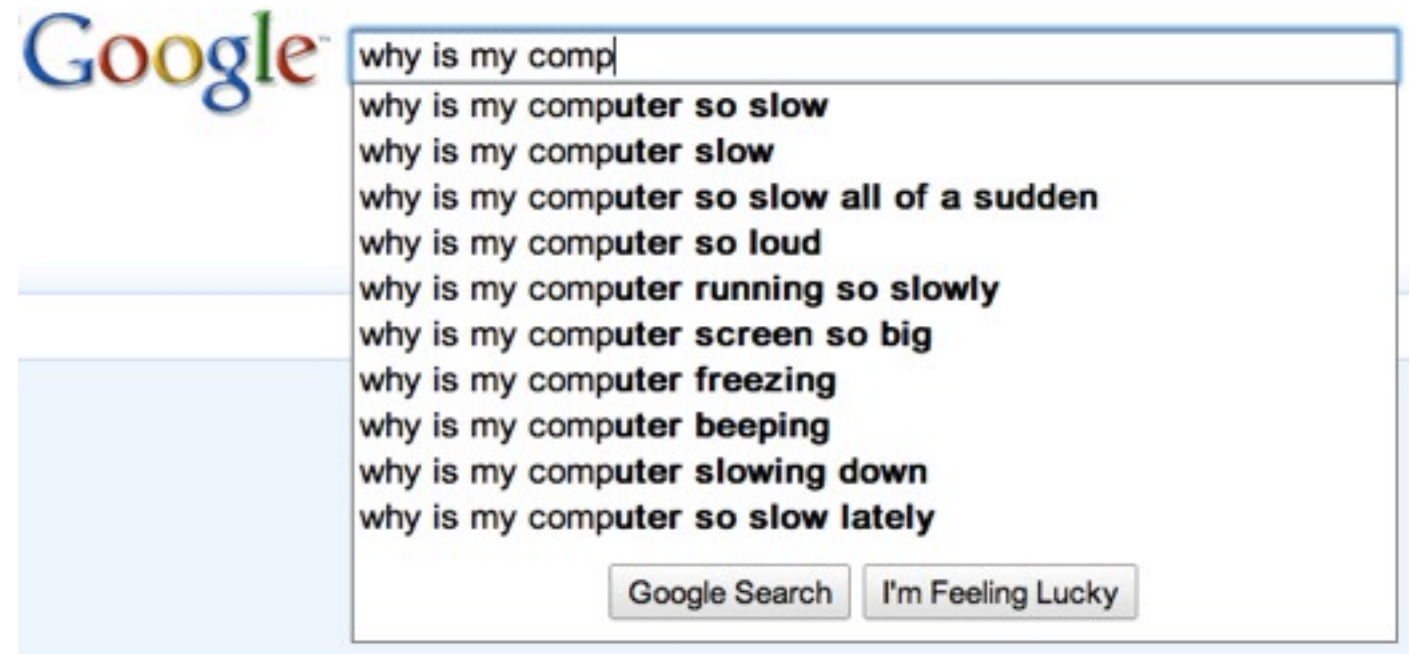 Google™ why is my comp
why is my computer so slow
why is my computer slow
why is my computer so slow all of a sudden
why is my computer so loud
why is my computer running so slowly
why is my computer screen so big
why is my computer freezing
why is my computer beeping
why is my computer slowing down
why is my computer so slow lately
Google Search I'm Feeling Lucky